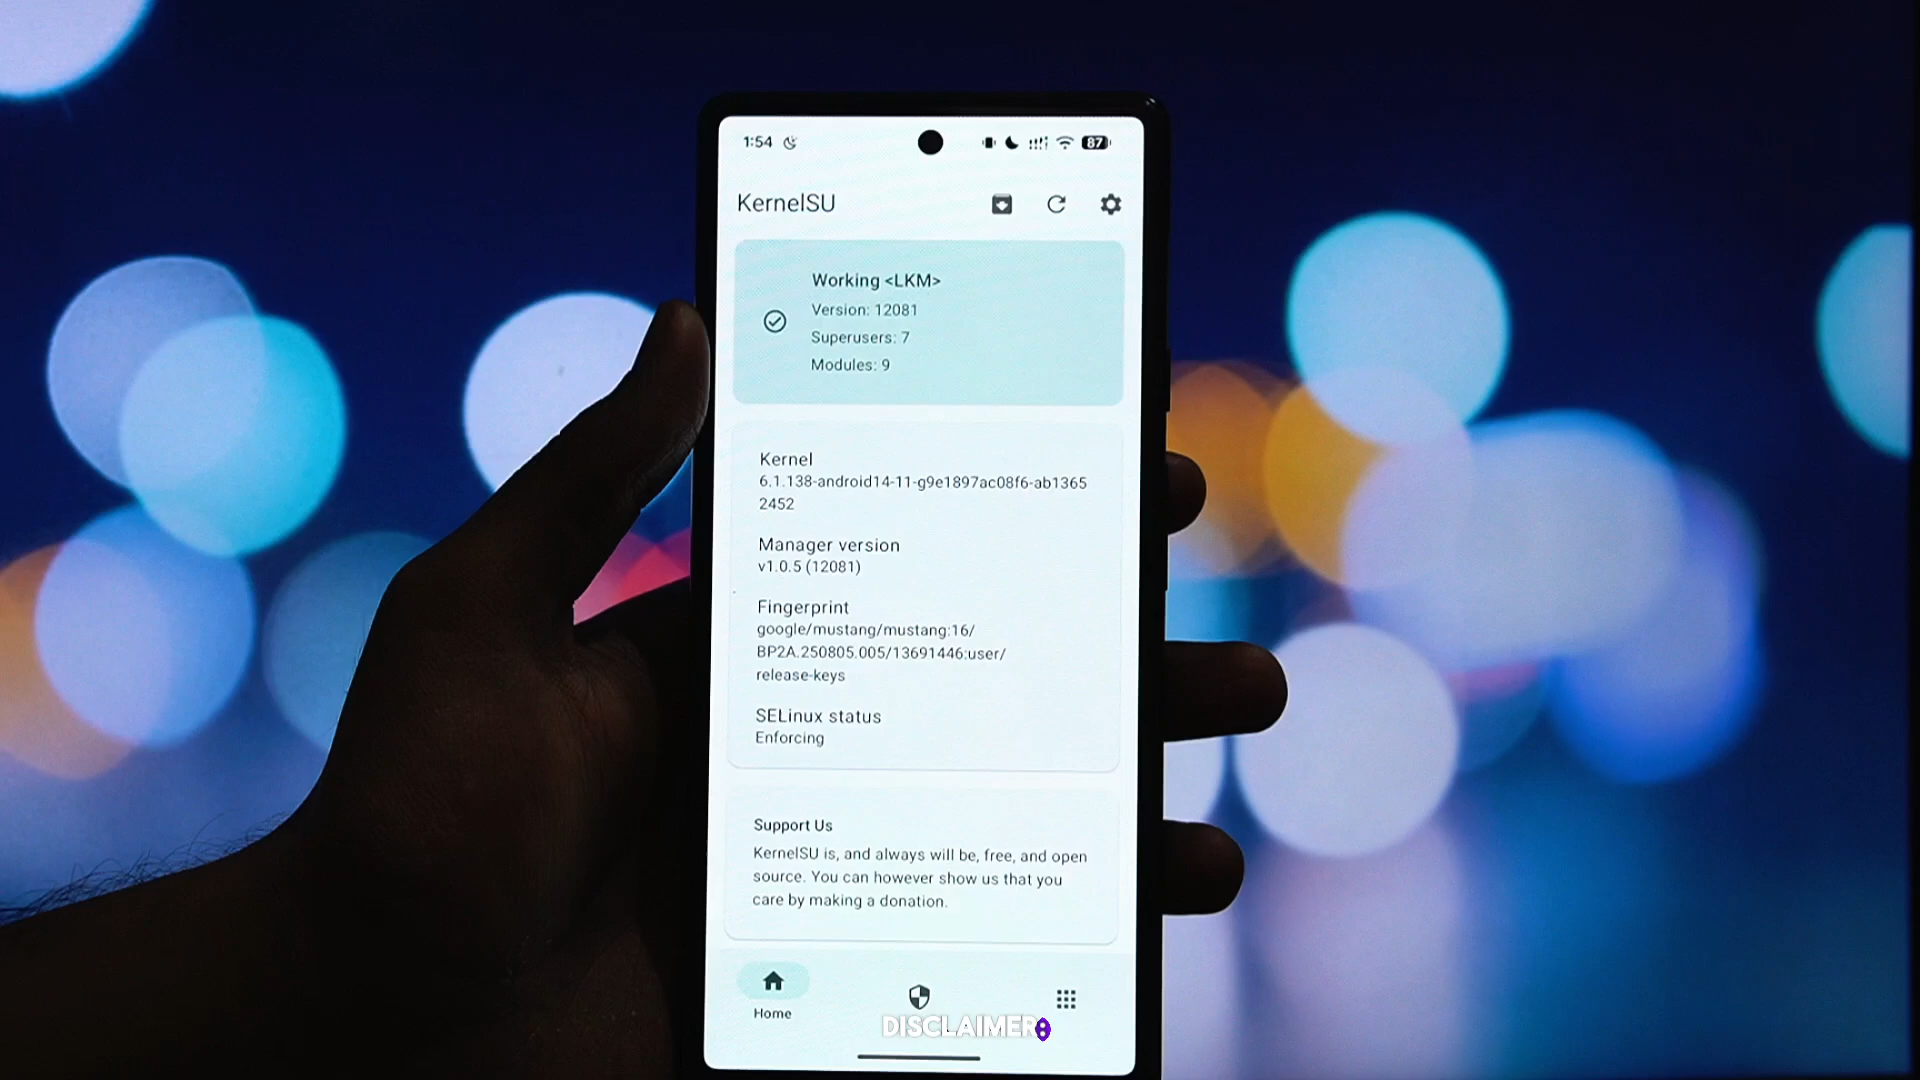 1:54
87
KernelSU
Working <LKM>
Version: 12081
Superusers: 7
Modules: 9
Kernel
6.1.138-android14-11-g9e1897ac08f6-ab1365
2452
Manager version
v1.0.5 (12081)
Fingerprint
google/mustang/mustang:16/
BP2A.250805.005/13691446:user/
release-keys
SELinux status
Enforcing
Support Us
KernelSU is, and always will be, free, and open
source. You can however show us that you
care by making a donation.
Home
DISCLAIMER: